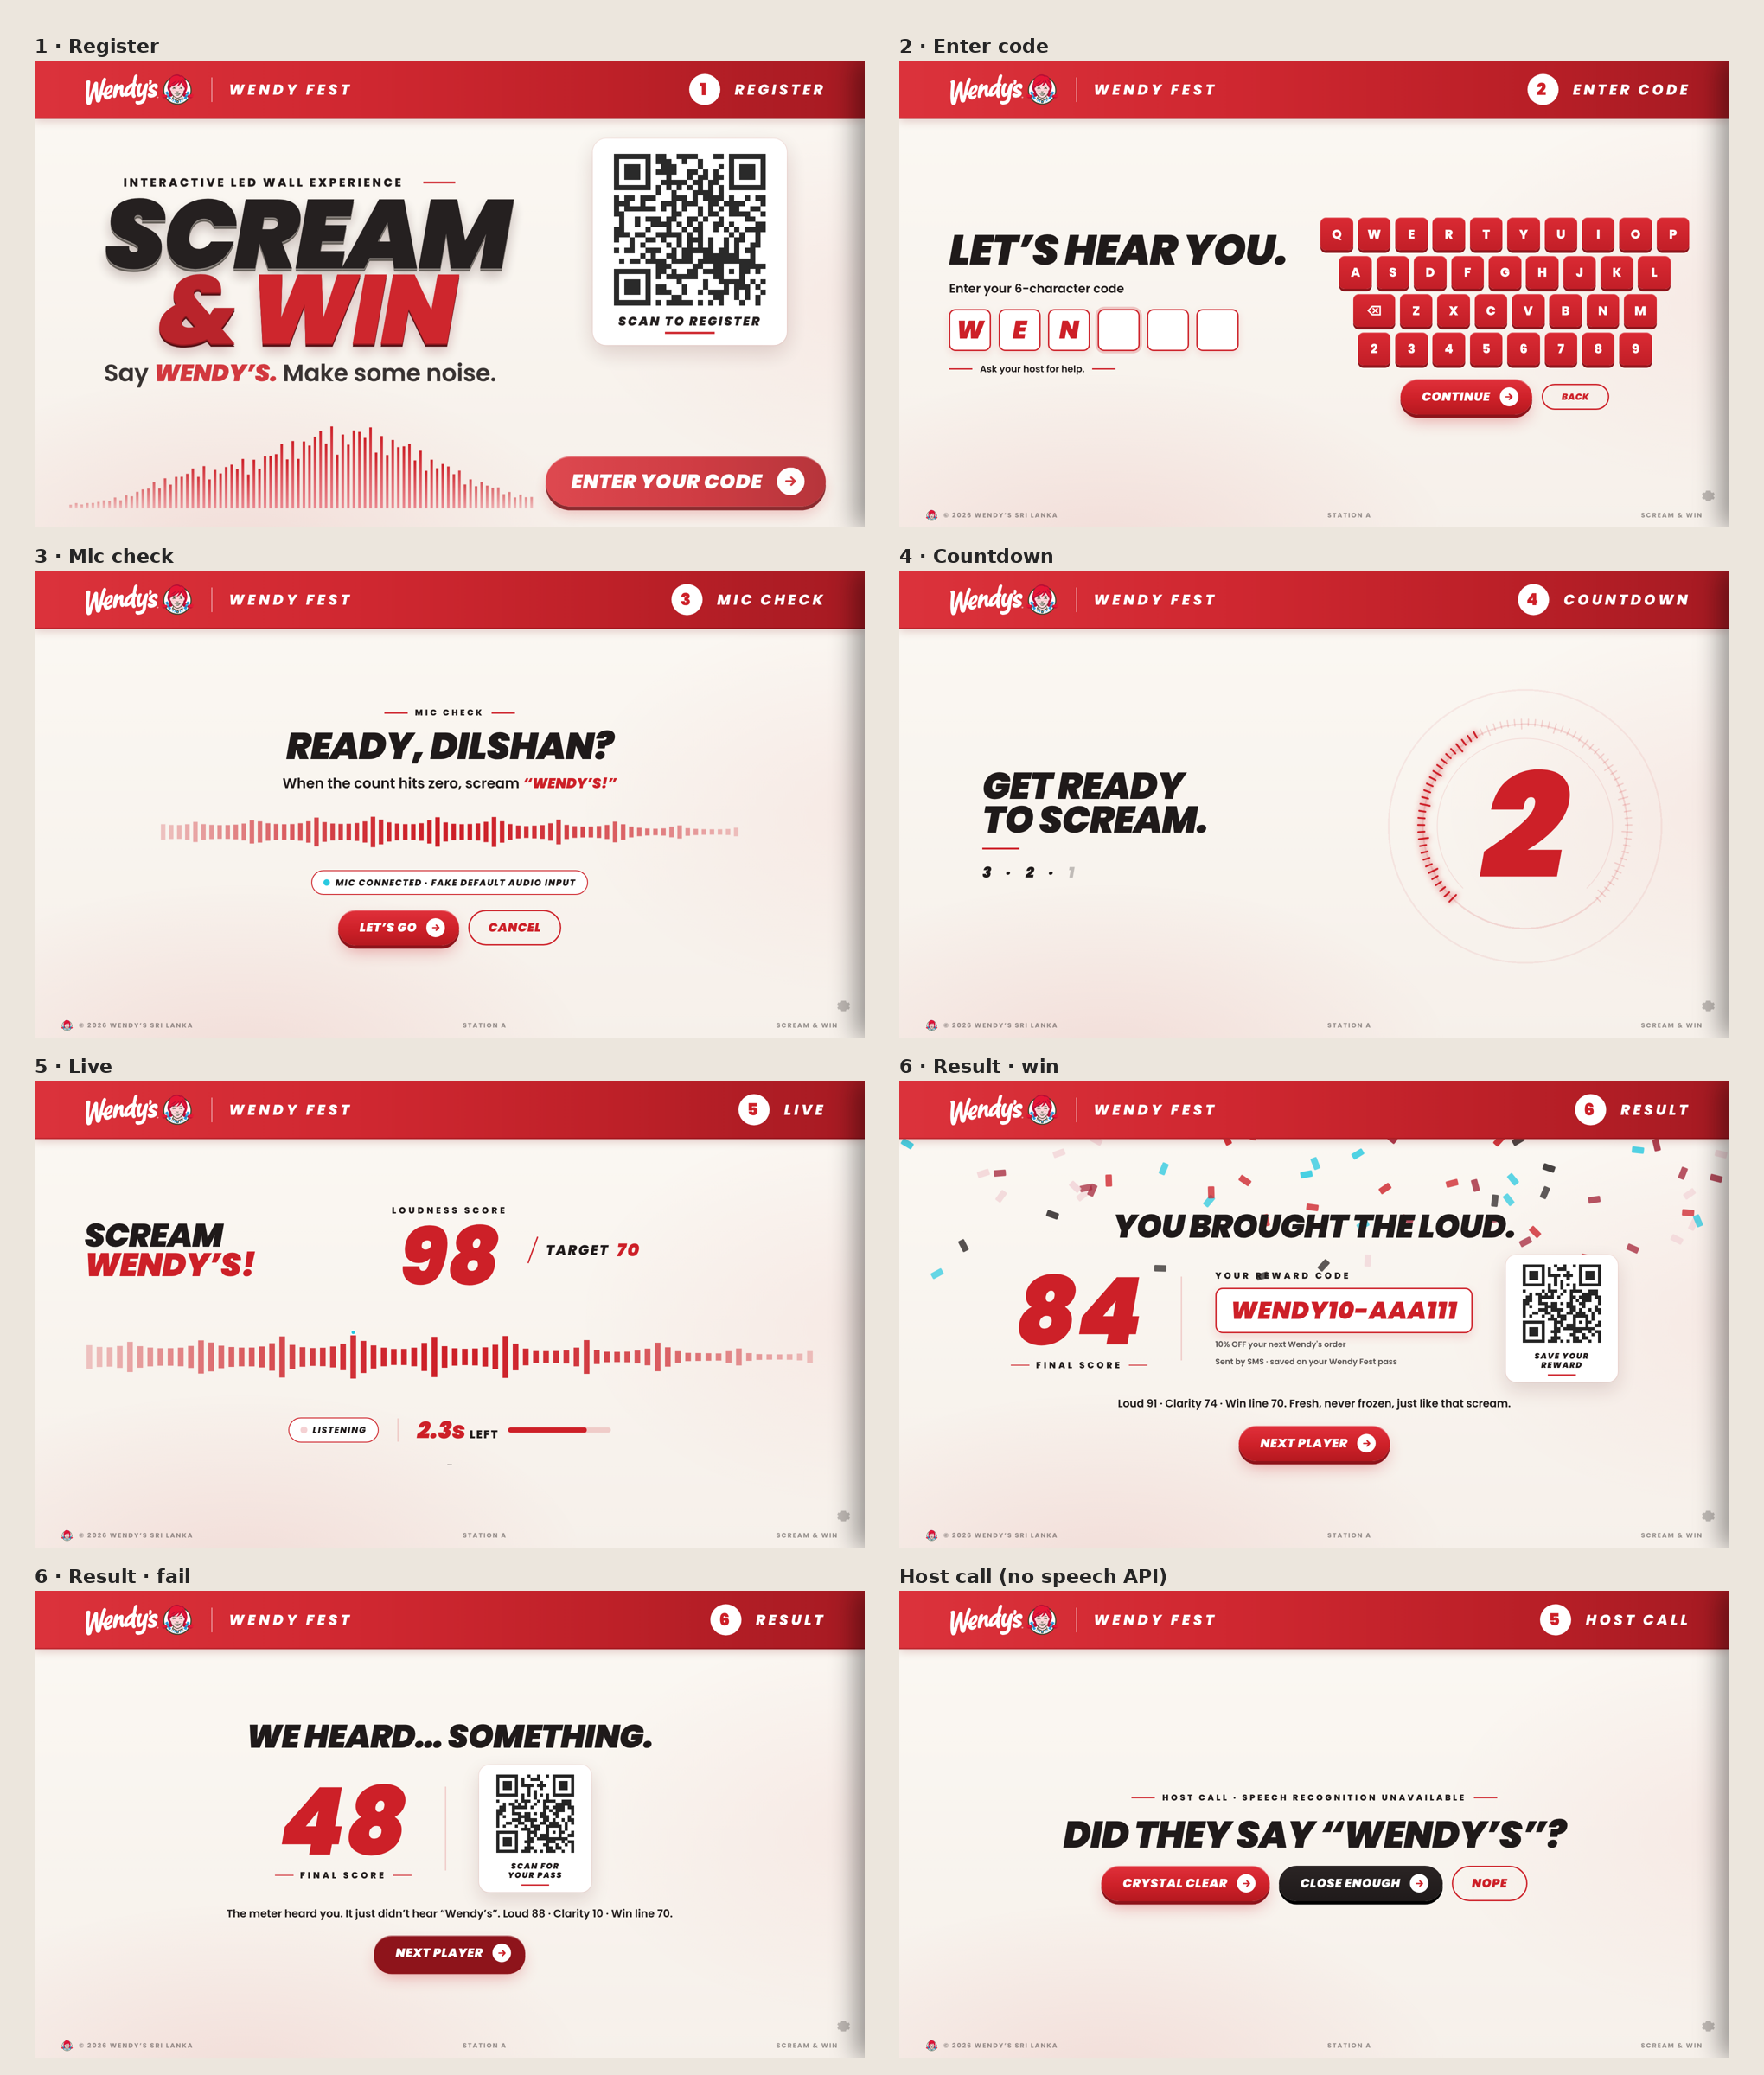 1 · Register
Wendy's WENDY FEST 1 REGISTER
INTERACTIVE LED WALL EXPERIENCE
SCREAM
& WIN
Say WENDY'S. Make some noise.
SCAN TO REGISTER
ENTER YOUR CODE
2 · Enter code
Wendy's WENDY FEST 2 ENTER CODE
LET'S HEAR YOU.
Enter your 6-character code
W E N
Ask your host for help.
Q W E R T Y U I O P
A S D F G H J K L
Z X C V B N M
2 3 4 5 6 7 8 9
CONTINUE BACK
© 2026 WENDY'S SRI LANKA STATION A SCREAM & WIN
3 · Mic check
Wendy's WENDY FEST 3 MIC CHECK
MIC CHECK
READY, DILSHAN?
When the count hits zero, scream “WENDY'S!”
MIC CONNECTED · FAKE DEFAULT AUDIO INPUT
LET'S GO CANCEL
© 2026 WENDY'S SRI LANKA STATION A SCREAM & WIN
4 · Countdown
Wendy's WENDY FEST 4 COUNTDOWN
GET READY
TO SCREAM.
3 · 2 · 1
2
© 2026 WENDY'S SRI LANKA STATION A SCREAM & WIN
5 · Live
Wendy's WENDY FEST 5 LIVE
SCREAM
WENDY'S!
LOUDNESS SCORE
98 / TARGET 70
LISTENING 2.3s LEFT
–
© 2026 WENDY'S SRI LANKA STATION A SCREAM & WIN
6 · Result · win
Wendy's WENDY FEST 6 RESULT
YOU BROUGHT THE LOUD.
84
FINAL SCORE
YOUR REWARD CODE
WENDY10-AAA111
10% OFF your next Wendy's order
Sent by SMS · saved on your Wendy Fest pass
SAVE YOUR
REWARD
Loud 91 · Clarity 74 · Win line 70. Fresh, never frozen, just like that scream.
NEXT PLAYER
© 2026 WENDY'S SRI LANKA STATION A SCREAM & WIN
6 · Result · fail
Wendy's WENDY FEST 6 RESULT
WE HEARD... SOMETHING.
48
FINAL SCORE
SCAN FOR
YOUR PASS
The meter heard you. It just didn't hear “Wendy's”. Loud 88 · Clarity 10 · Win line 70.
NEXT PLAYER
© 2026 WENDY'S SRI LANKA STATION A SCREAM & WIN
Host call (no speech API)
Wendy's WENDY FEST 5 HOST CALL
HOST CALL · SPEECH RECOGNITION UNAVAILABLE
DID THEY SAY “WENDY'S”?
CRYSTAL CLEAR CLOSE ENOUGH NOPE
© 2026 WENDY'S SRI LANKA STATION A SCREAM & WIN